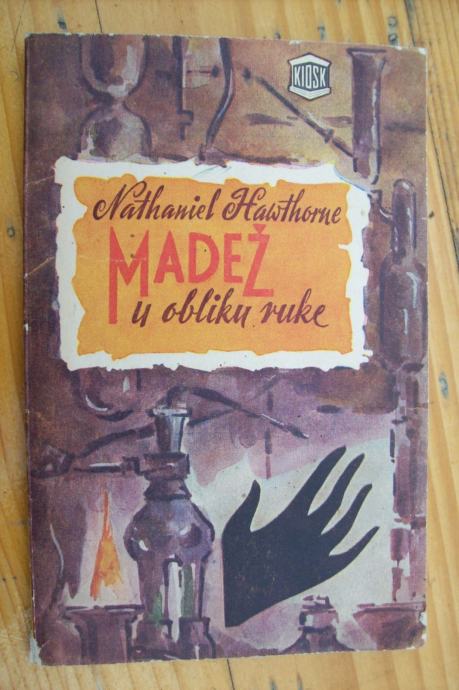 KIOSK
Nathaniel Hawthorne
MADEŽ
u obliku ruke